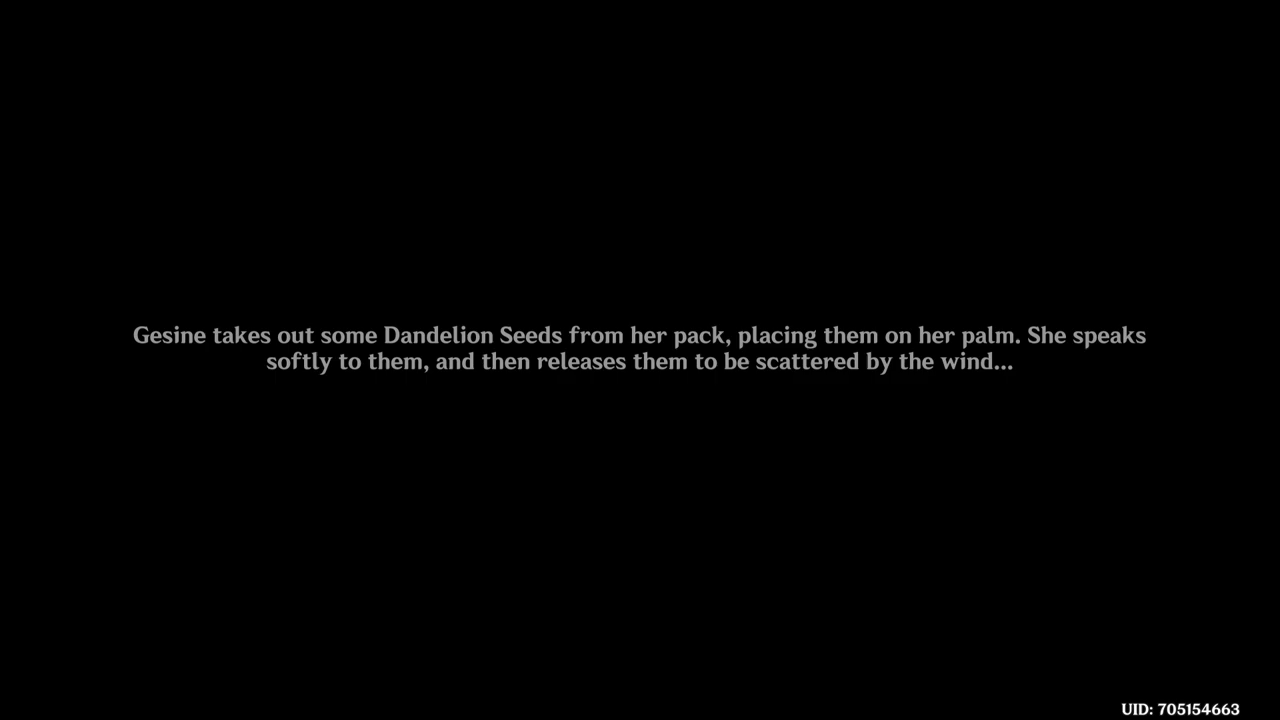 Gesine takes out some Dandelion Seeds from her pack, placing them on her palm. She speaks
softly to them, and then releases them to be scattered by the wind...
UID: 705154663